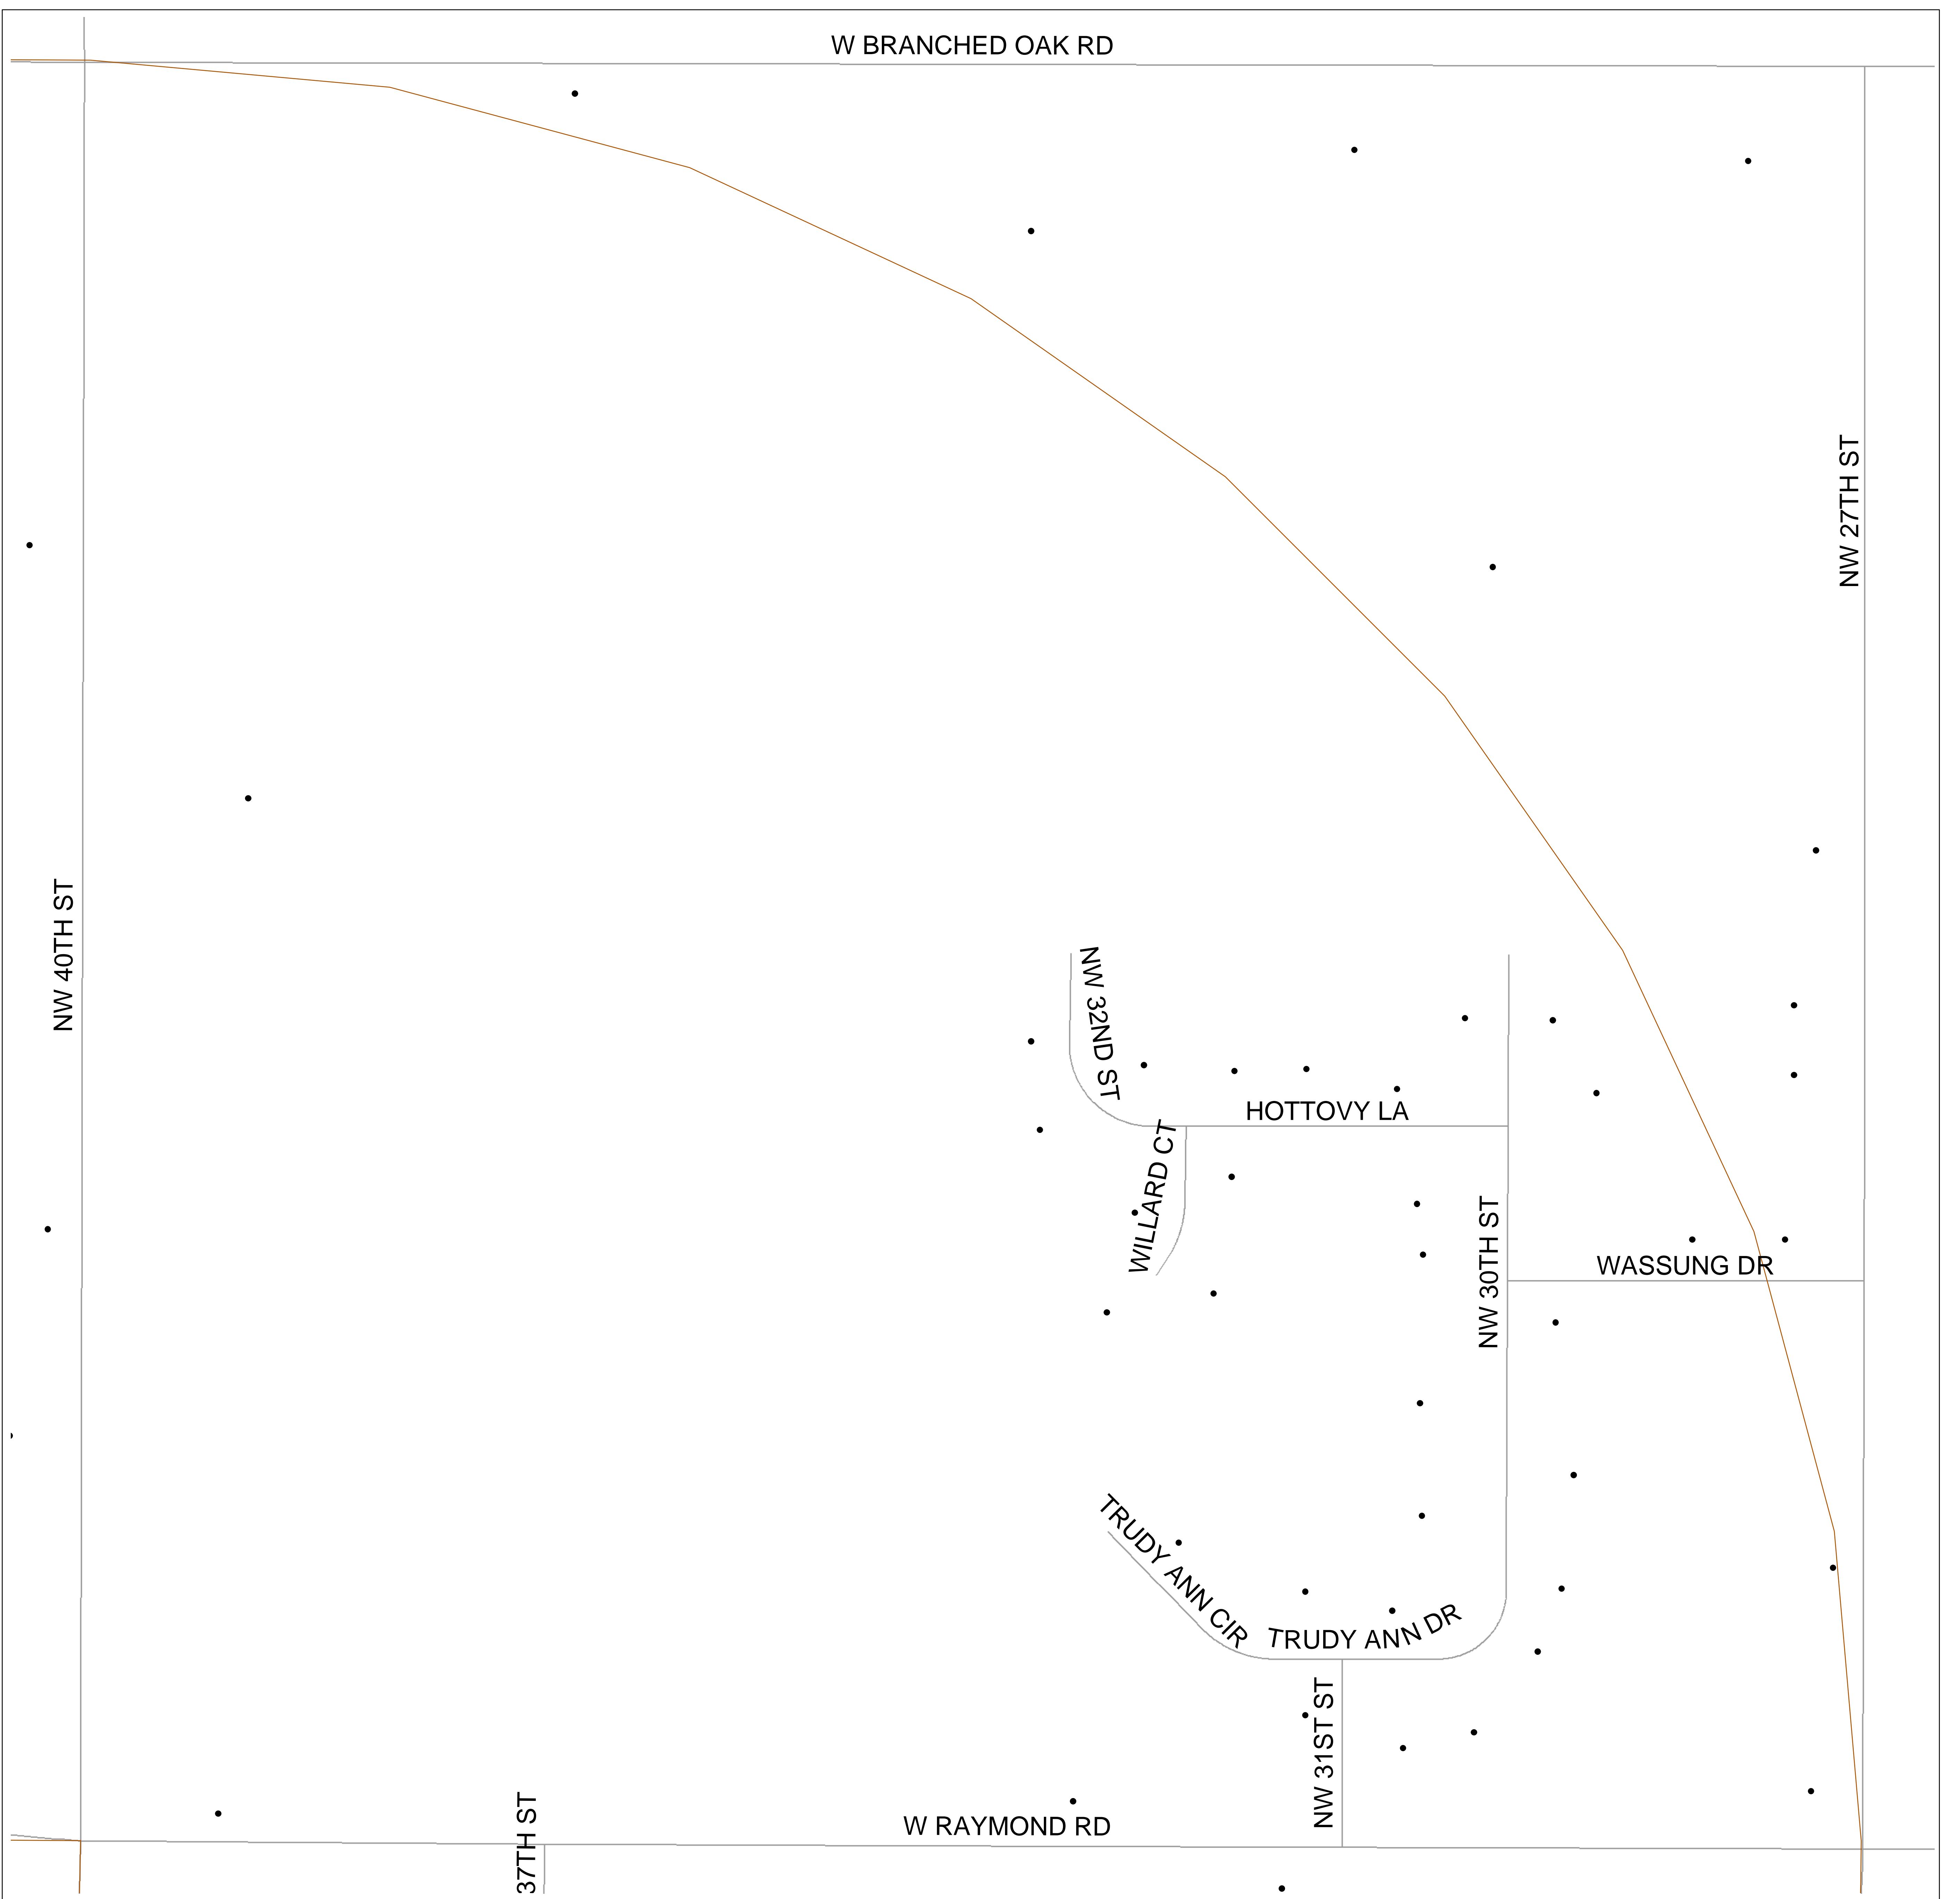 W BRANCHED OAK RD
NW 27TH ST
NW 40TH ST
NW 32ND ST
HOTTOVY LA
WILLARD CT
NW 30TH ST
WASSUNG DR
TRUDY ANN CIR
TRUDY ANN DR
NW 31ST ST
37TH ST
W RAYMOND RD